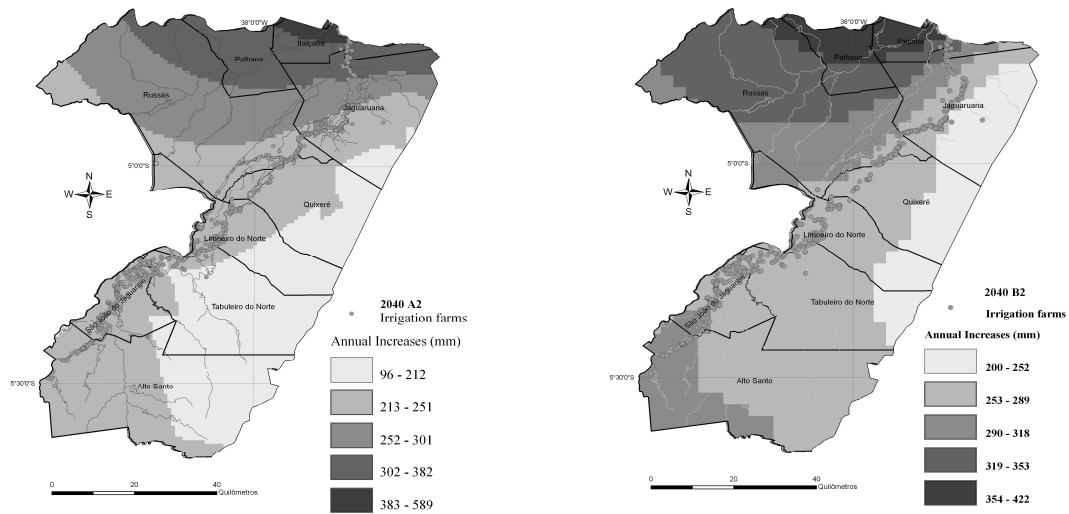 38°0'0"W
Itaiçaba
Palhano
Russas
Jaguaruana
5°0'0"S
N
W E
S
Quixeré
Limoeiro do Norte
São João do Jaguaribe
Tabuleiro do Norte
Alto Santo
5°30'0"S
2040 A2
Irrigation farms
Annual Increases (mm)
96 - 212
213 - 251
252 - 301
302 - 382
383 - 589
0 20 40
Quilômetros
38°0'0"W
Itaiçaba
Palhano
Russas
Jaguaruana
5°0'0"S
N
W E
S
Quixeré
Limoeiro do Norte
São João do Jaguaribe
Tabuleiro do Norte
Alto Santo
5°30'0"S
2040 B2
Irrigation farms
Annual Increases (mm)
200 - 252
253 - 289
290 - 318
319 - 353
354 - 422
0 20 40
Quilômetros